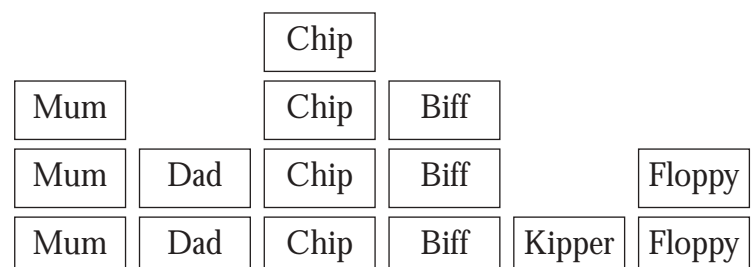 Chip
Mum Chip Biff
Mum Dad Chip Biff Floppy
Mum Dad Chip Biff Kipper Floppy